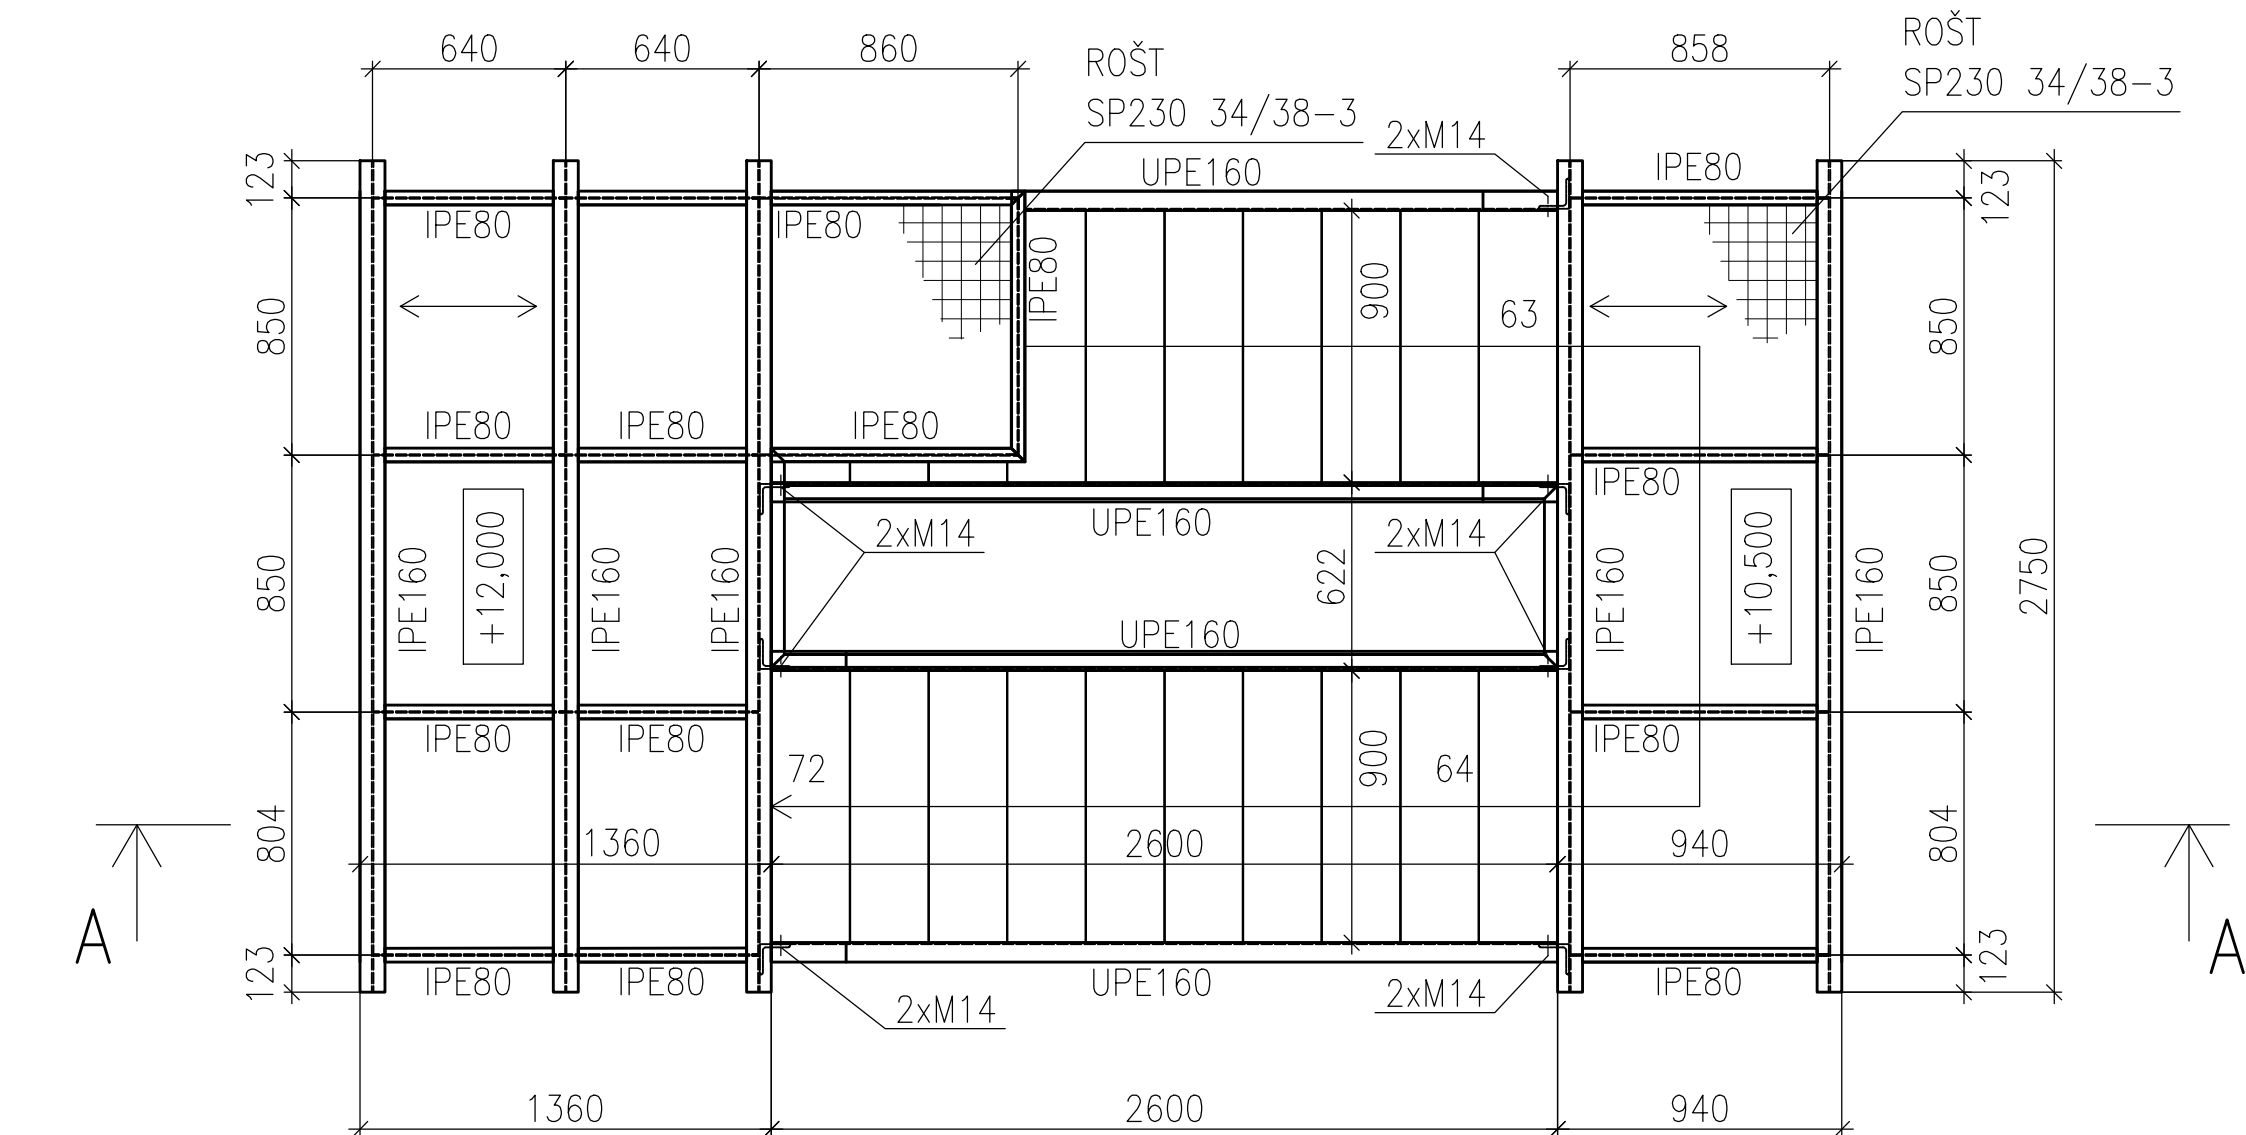 640
640
860
ROŠT
SP230 34/38-3
858
ROŠT
SP230 34/38-3
2xM14
UPE160
IPE80
123
123
IPE80
IPE80
IPE80
850
900
63
850
IPE80
IPE80
IPE80
IPE80
2xM14
UPE160
2xM14
850
IPE160
+12,000
IPE160
IPE160
622
IPE160
+10,500
IPE160
850
2750
UPE160
IPE80
IPE80
IPE80
72
900
64
804
1360
2600
940
804
A
A
123
IPE80
IPE80
2xM14
UPE160
2xM14
IPE80
123
1360
2600
940